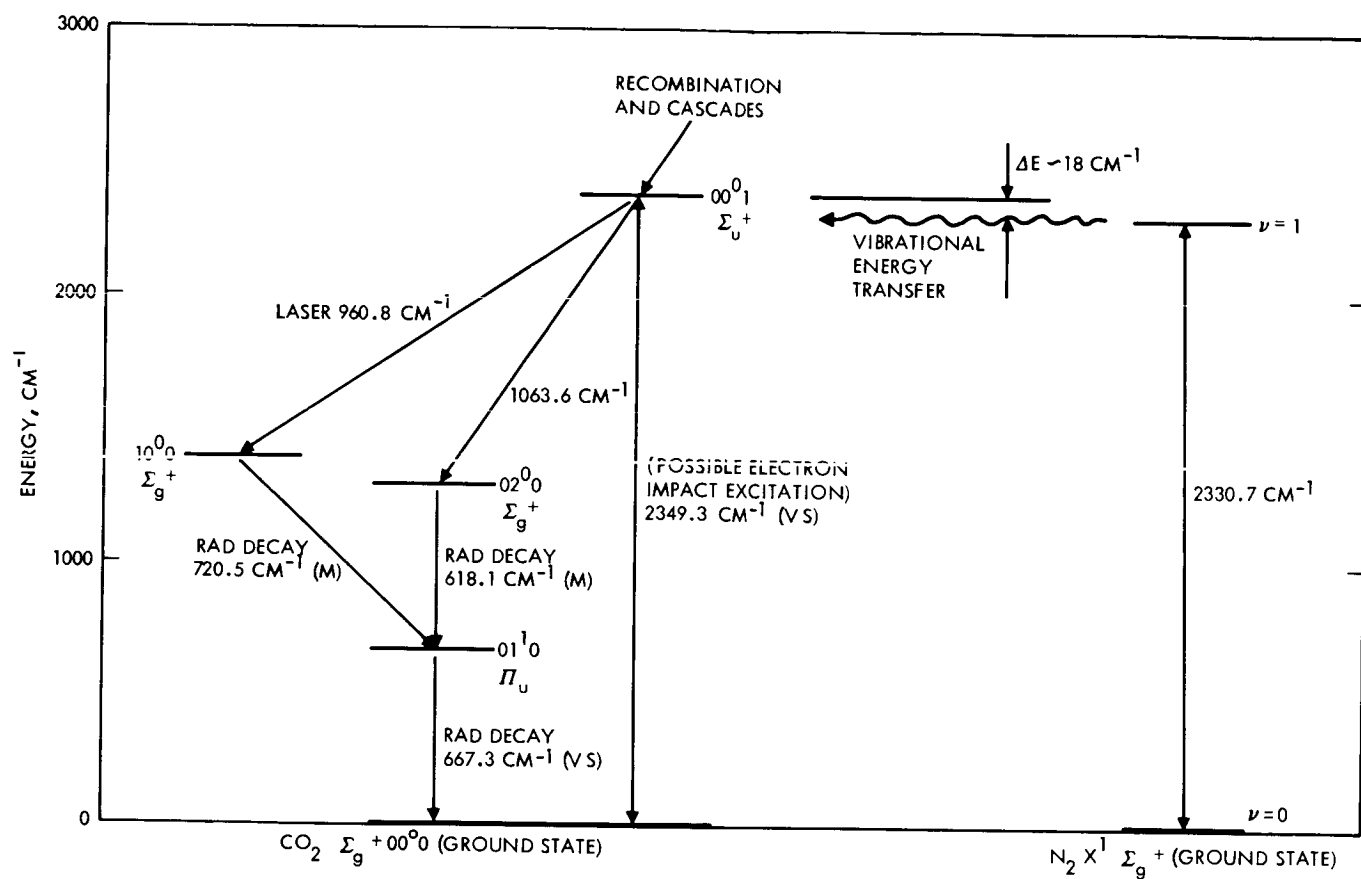 3000
2000
1000
0
ENERGY, CM⁻¹
RECOMBINATION
AND CASCADES
00⁰1
Σᵤ⁺
ΔE ~18 CM⁻¹
VIBRATIONAL
ENERGY
TRANSFER
ν = 1
LASER 960.8 CM⁻¹
1063.6 CM⁻¹
10⁰0
Σg⁺
02⁰0
Σg⁺
(POSSIBLE ELECTRON
IMPACT EXCITATION)
2349.3 CM⁻¹ (VS)
2330.7 CM⁻¹
RAD DECAY
720.5 CM⁻¹ (M)
RAD DECAY
618.1 CM⁻¹ (M)
01¹0
Πᵤ
RAD DECAY
667.3 CM⁻¹ (VS)
ν = 0
CO₂ Σg + 00⁰0 (GROUND STATE)
N₂ X¹ Σg + (GROUND STATE)